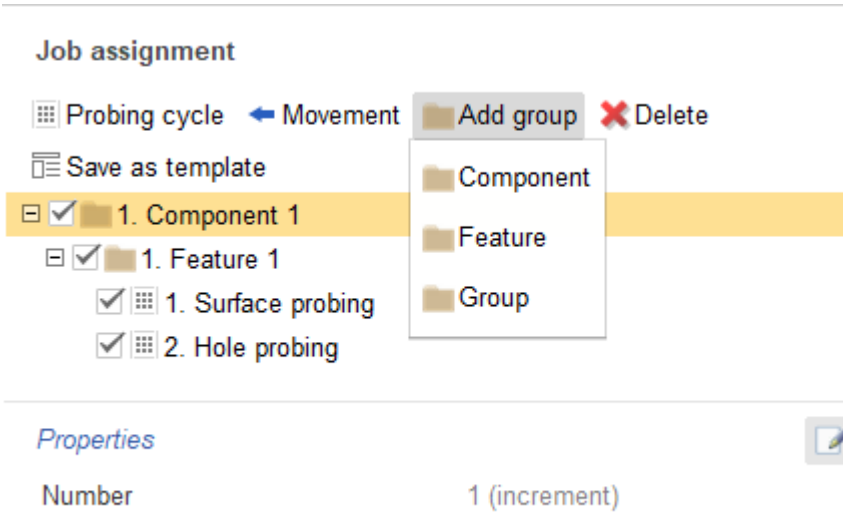 Job assignment
Probing cycle Movement Add group Delete
Save as template
Component
1. Component 1
Feature
1. Feature 1
Group
1. Surface probing
2. Hole probing
Properties
Number 1 (increment)